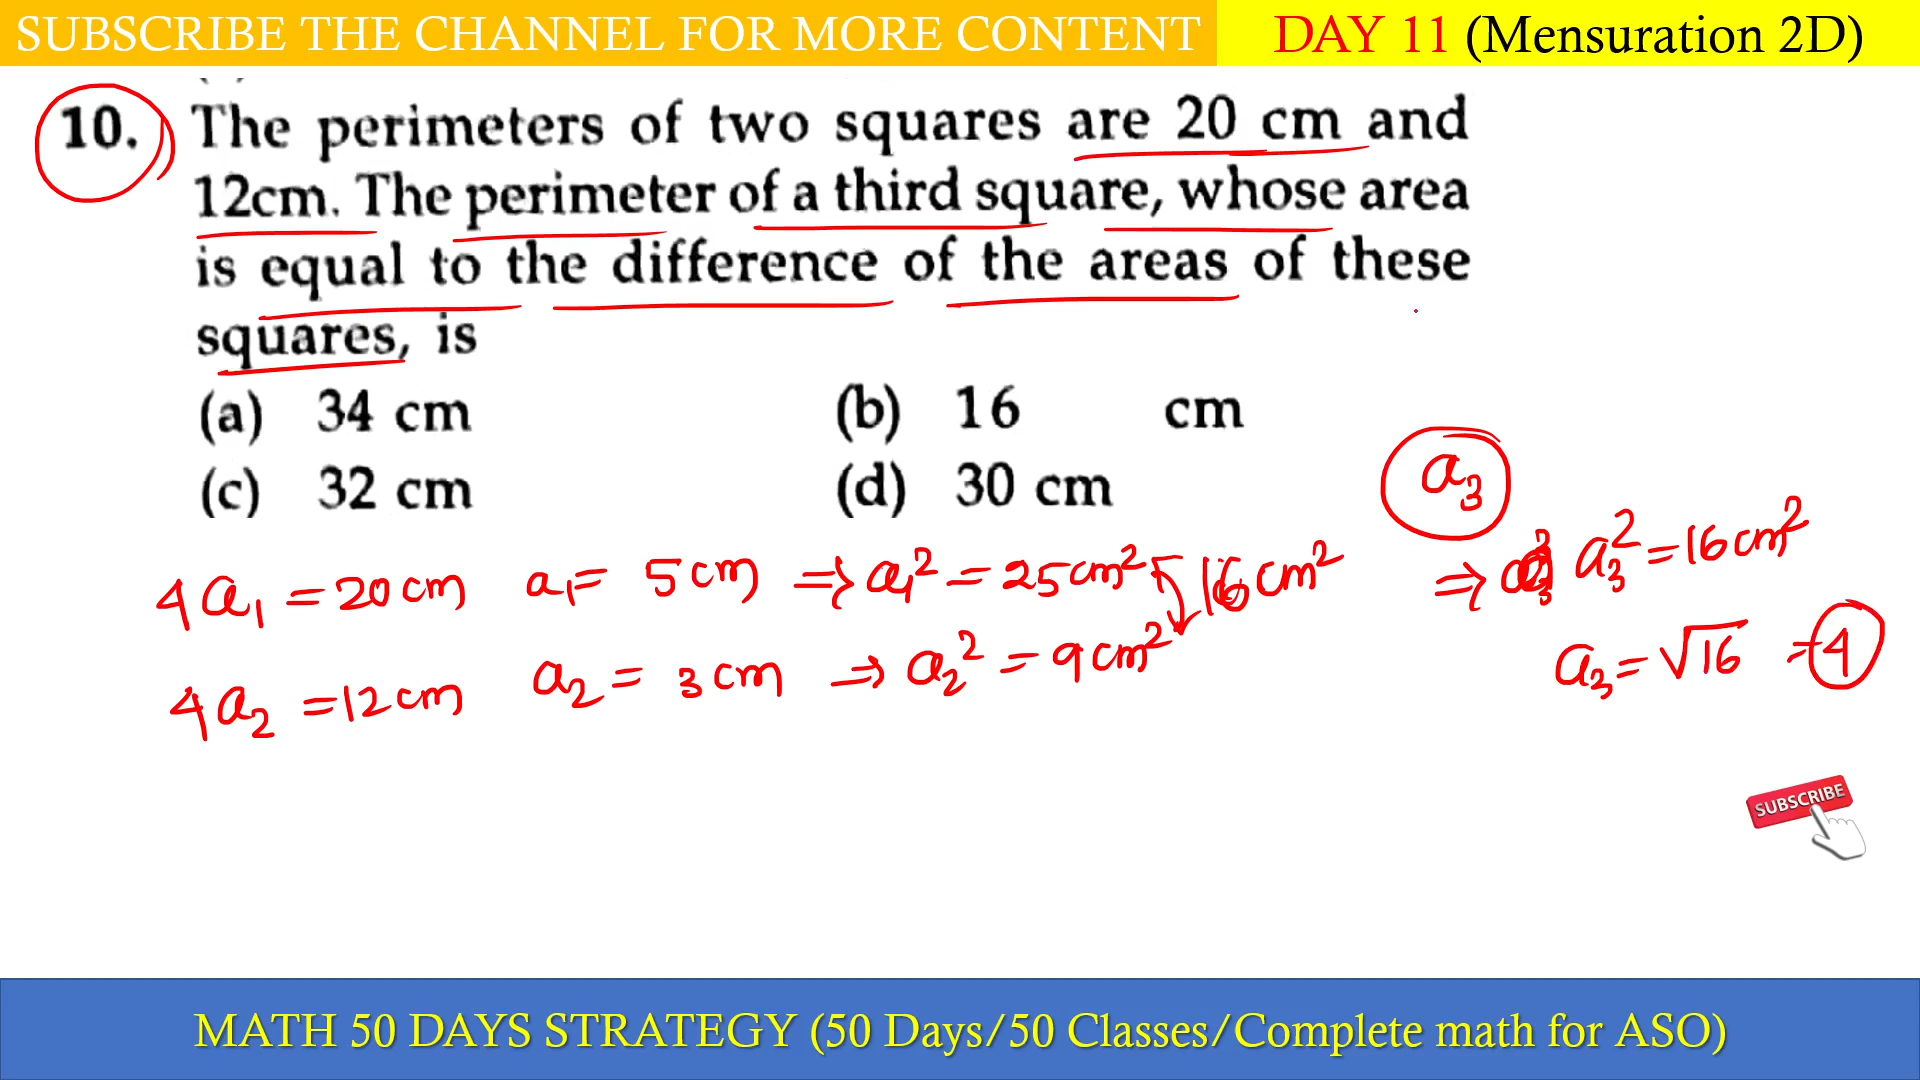 SUBSCRIBE THE CHANNEL FOR MORE CONTENT
DAY 11 (Mensuration 2D)
10. The perimeters of two squares are 20 cm and
12cm. The perimeter of a third square, whose area
is equal to the difference of the areas of these
squares, is
(a) 34 cm (b) 16 cm
(c) 32 cm (d) 30 cm
a₃
4a₁ = 20cm a₁ = 5cm ⇒ a₁² = 25cm² 16cm² ⇒ a₃² = 16cm²
4a₂ = 12cm a₂ = 3cm ⇒ a₂² = 9cm² a₃ = √16 = 4
SUBSCRIBE
MATH 50 DAYS STRATEGY (50 Days/50 Classes/Complete math for ASO)